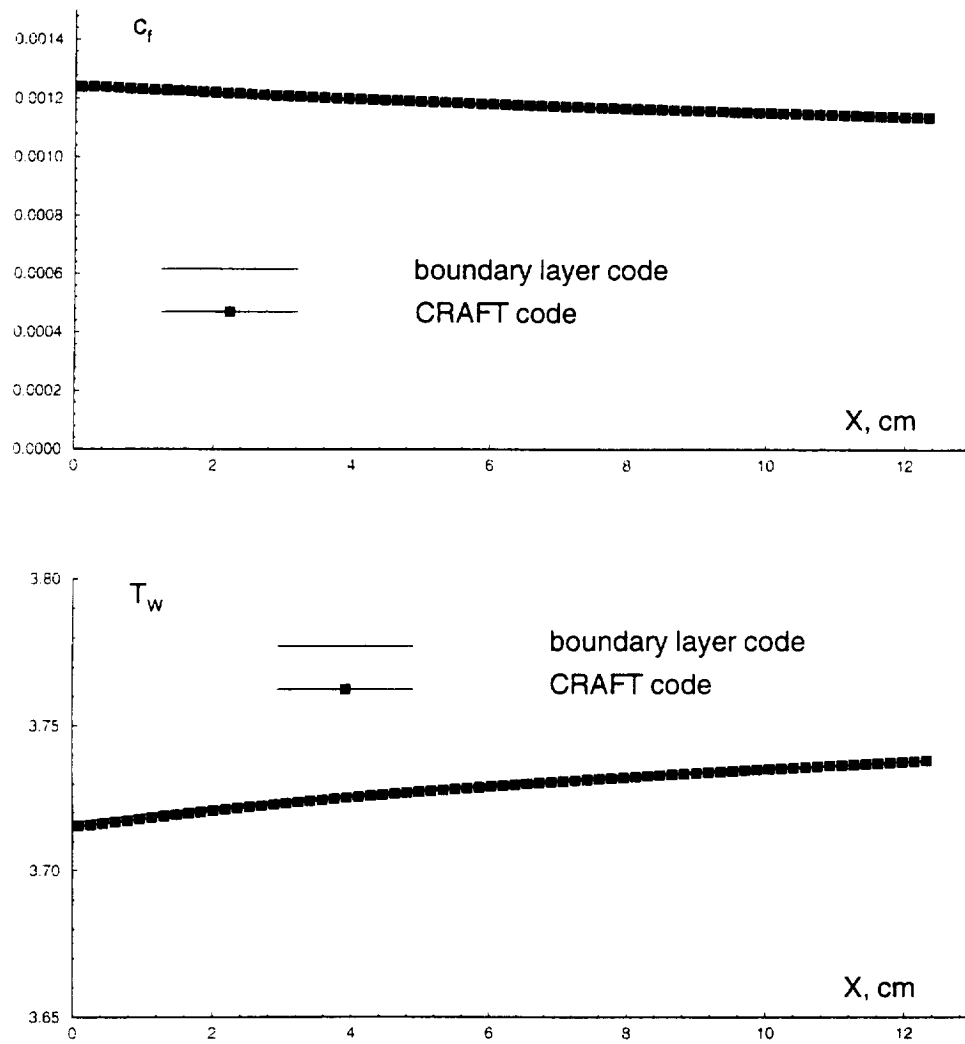 c_f
0.0014
0.0012
0.0010
0.0008
0.0006
0.0004
0.0002
0.0000
boundary layer code
CRAFT code
X, cm
0 2 4 6 8 10 12
T_w
3.80
3.75
3.70
3.65
boundary layer code
CRAFT code
X, cm
0 2 4 6 8 10 12